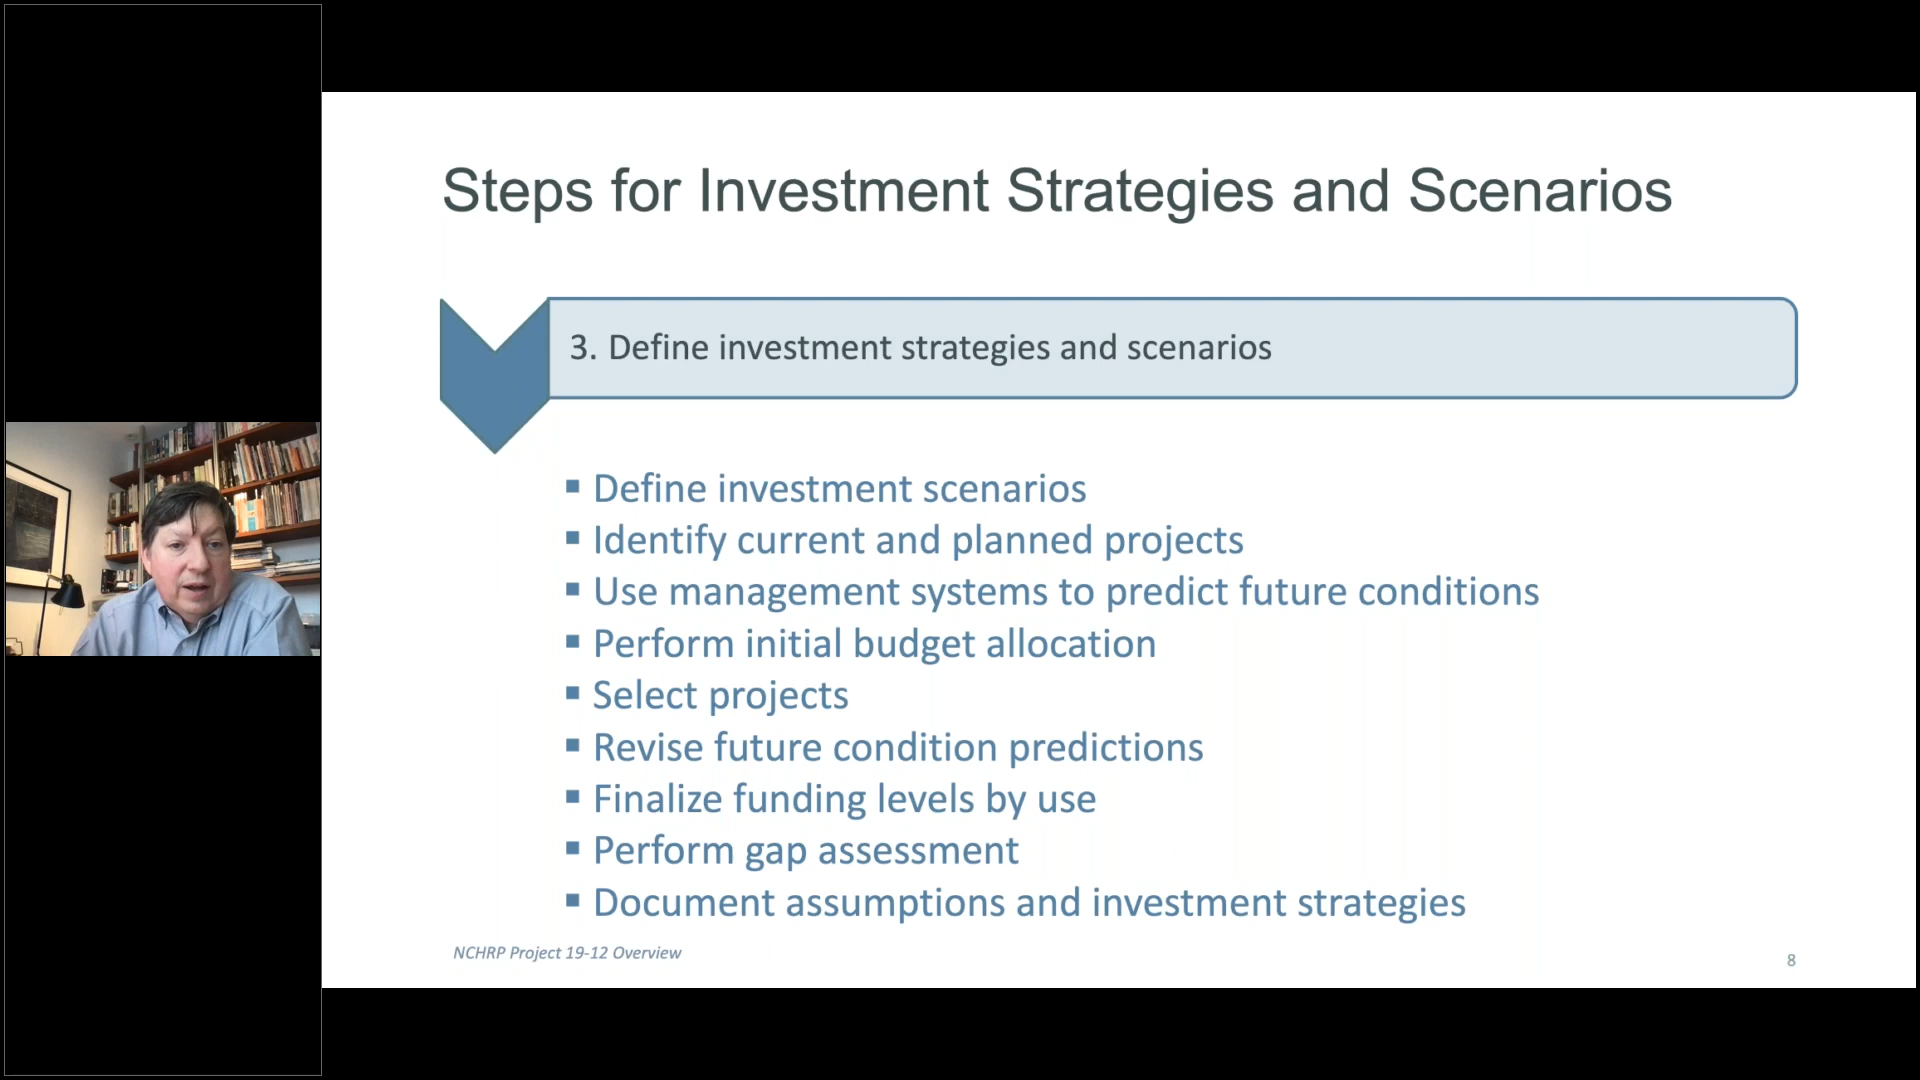 Steps for Investment Strategies and Scenarios
3. Define investment strategies and scenarios
▪ Define investment scenarios
▪ Identify current and planned projects
▪ Use management systems to predict future conditions
▪ Perform initial budget allocation
▪ Select projects
▪ Revise future condition predictions
▪ Finalize funding levels by use
▪ Perform gap assessment
▪ Document assumptions and investment strategies
NCHRP Project 19-12 Overview
8